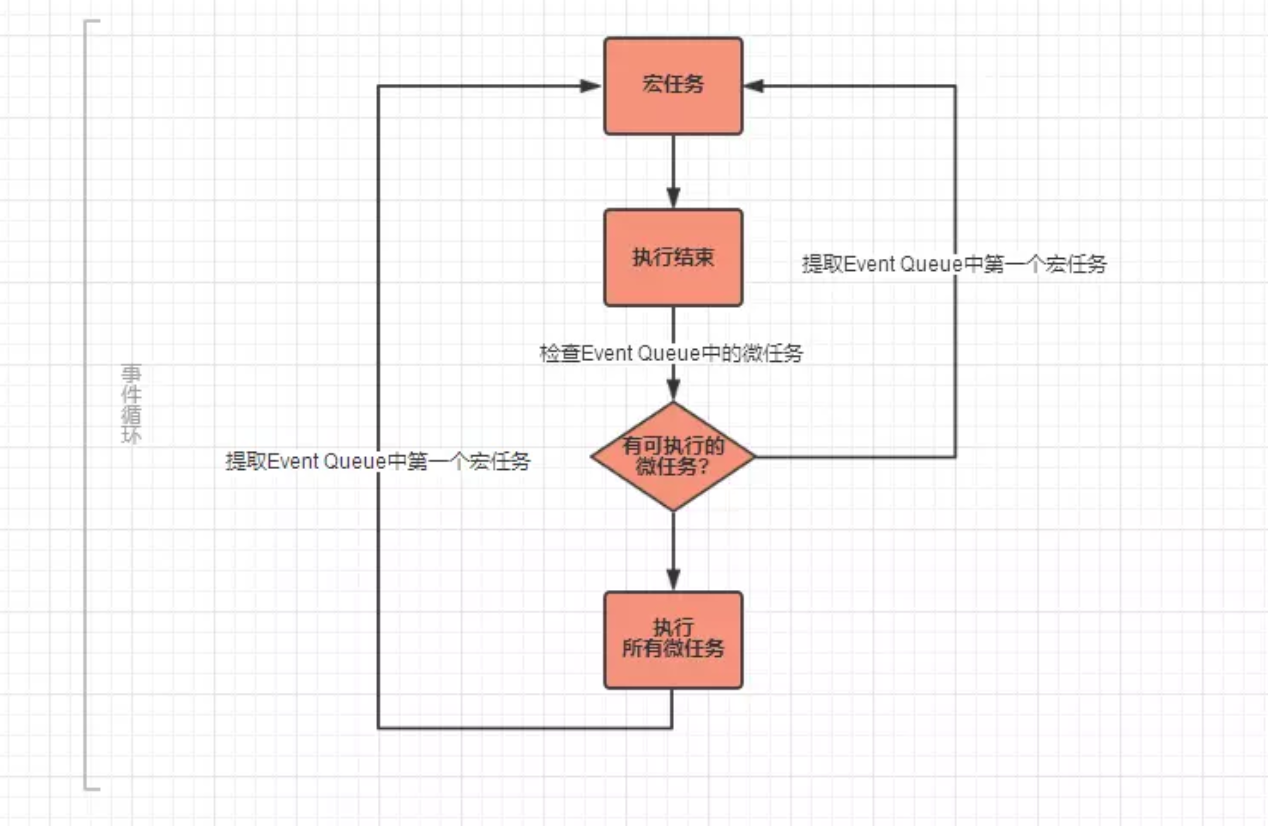 宏任务
执行结束
提取Event Queue中第一个宏任务
检查Event Queue中的微任务
事件循环
有可执行的
微任务?
提取Event Queue中第一个宏任务
执行
所有微任务